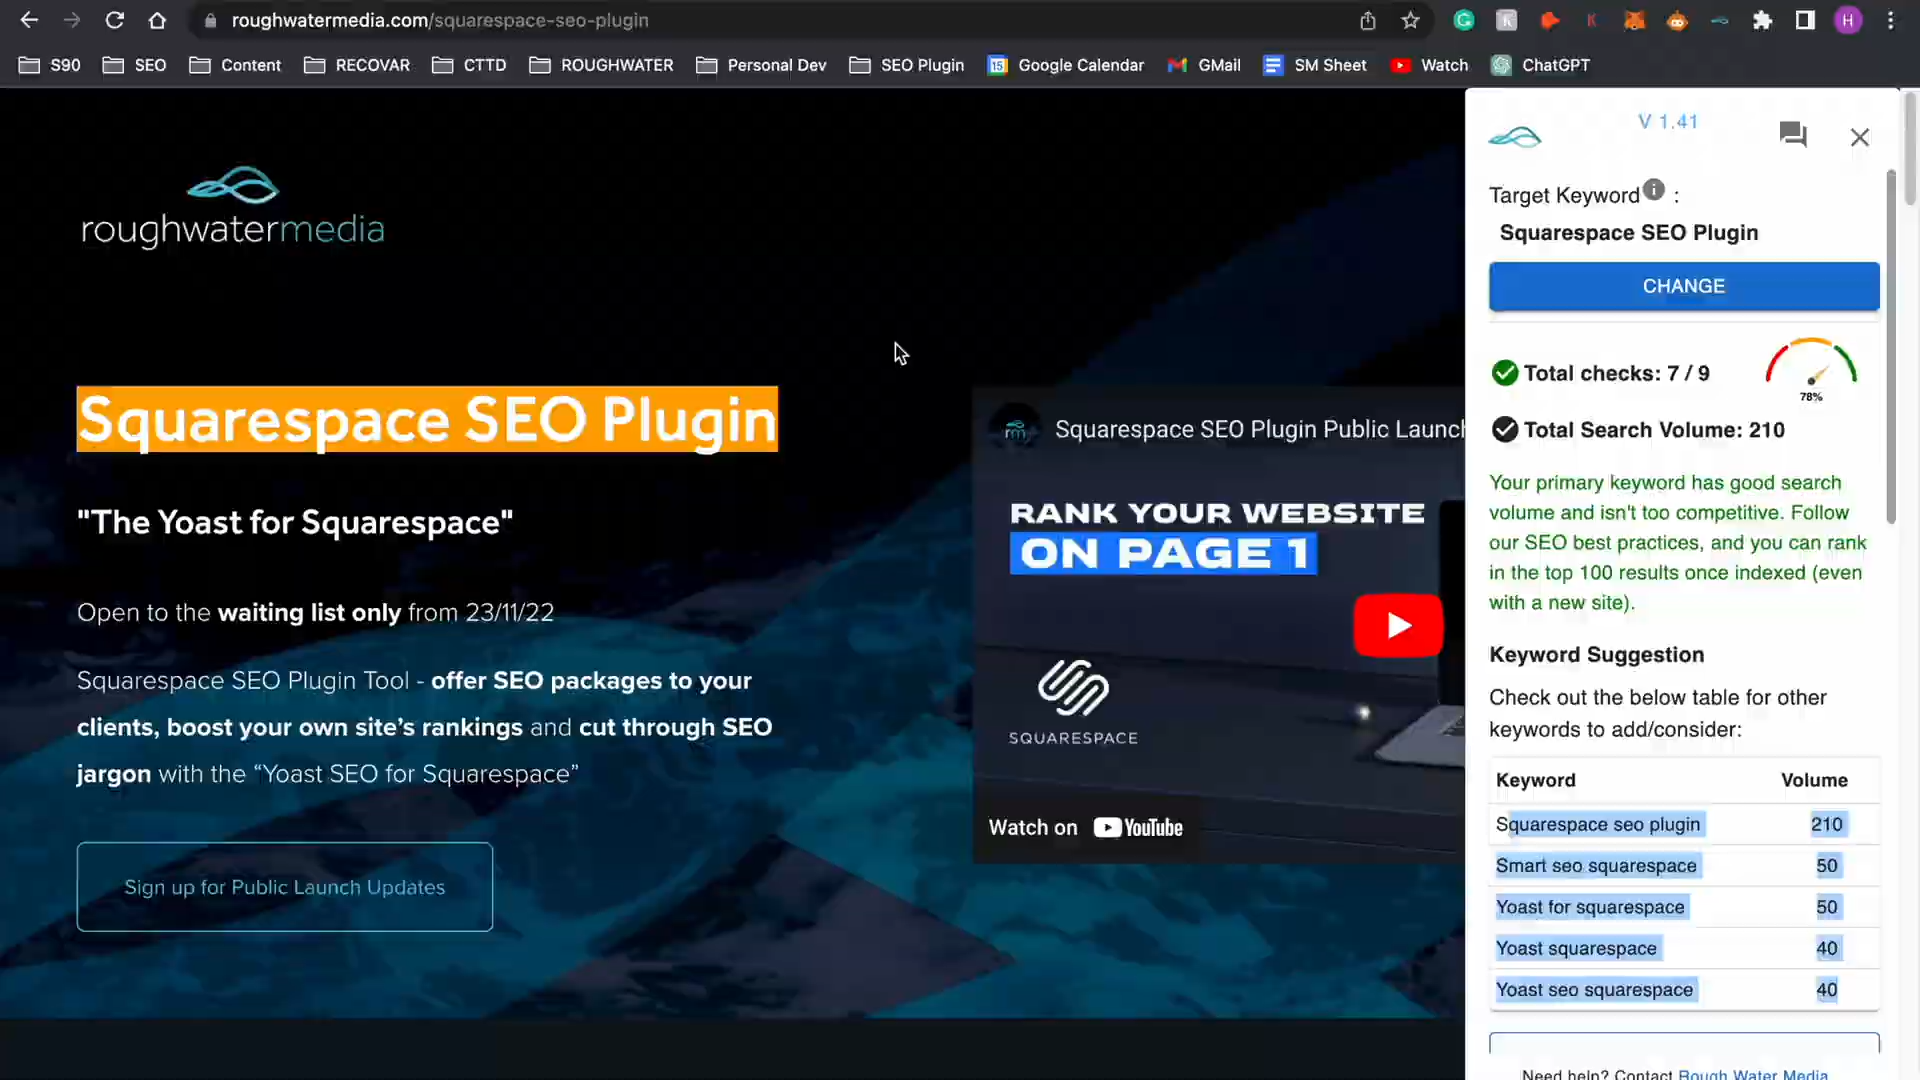 roughwatermedia.com/squarespace-seo-plugin
H
S90
SEO
Content
RECOVAR
CTTD
ROUGHWATER
Personal Dev
SEO Plugin
15
Google Calendar
GMail
SM Sheet
Watch
ChatGPT
roughwatermedia
Squarespace SEO Plugin
"The Yoast for Squarespace"
Open to the waiting list only from 23/11/22
Squarespace SEO Plugin Tool - offer SEO packages to your
clients, boost your own site’s rankings and cut through SEO
jargon with the “Yoast SEO for Squarespace”
Sign up for Public Launch Updates
Squarespace SEO Plugin Public Launch
RANK YOUR WEBSITE
ON PAGE 1
SQUARESPACE
Watch on YouTube
V 1.41
Target Keyword i :
Squarespace SEO Plugin
CHANGE
Total checks: 7 / 9
78%
Total Search Volume: 210
Your primary keyword has good search
volume and isn't too competitive. Follow
our SEO best practices, and you can rank
in the top 100 results once indexed (even
with a new site).
Keyword Suggestion
Check out the below table for other
keywords to add/consider:
Keyword Volume
Squarespace seo plugin 210
Smart seo squarespace 50
Yoast for squarespace 50
Yoast squarespace 40
Yoast seo squarespace 40
Need help? Contact Rough Water Media